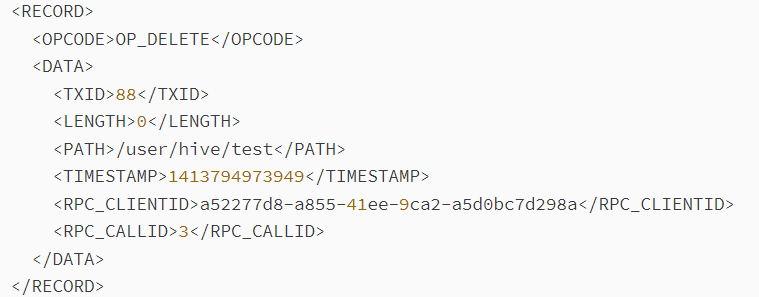 <RECORD>
<OPCODE>OP_DELETE</OPCODE>
<DATA>
<TXID>88</TXID>
<LENGTH>0</LENGTH>
<PATH>/user/hive/test</PATH>
<TIMESTAMP>1413794973949</TIMESTAMP>
<RPC_CLIENTID>a52277d8-a855-41ee-9ca2-a5d0bc7d298a</RPC_CLIENTID>
<RPC_CALLID>3</RPC_CALLID>
</DATA>
</RECORD>